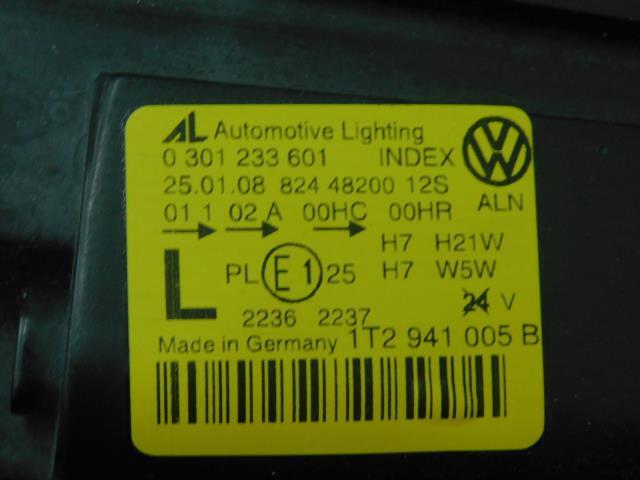 AL Automotive Lighting
0 301 233 601 INDEX
25.01.08 824 48200 12S
01 1 02 A 00HC 00HR ALN
H7 H21W
L PL E1 25 H7 W5W
24 V
2236 2237
Made in Germany 1T2 941 005 B